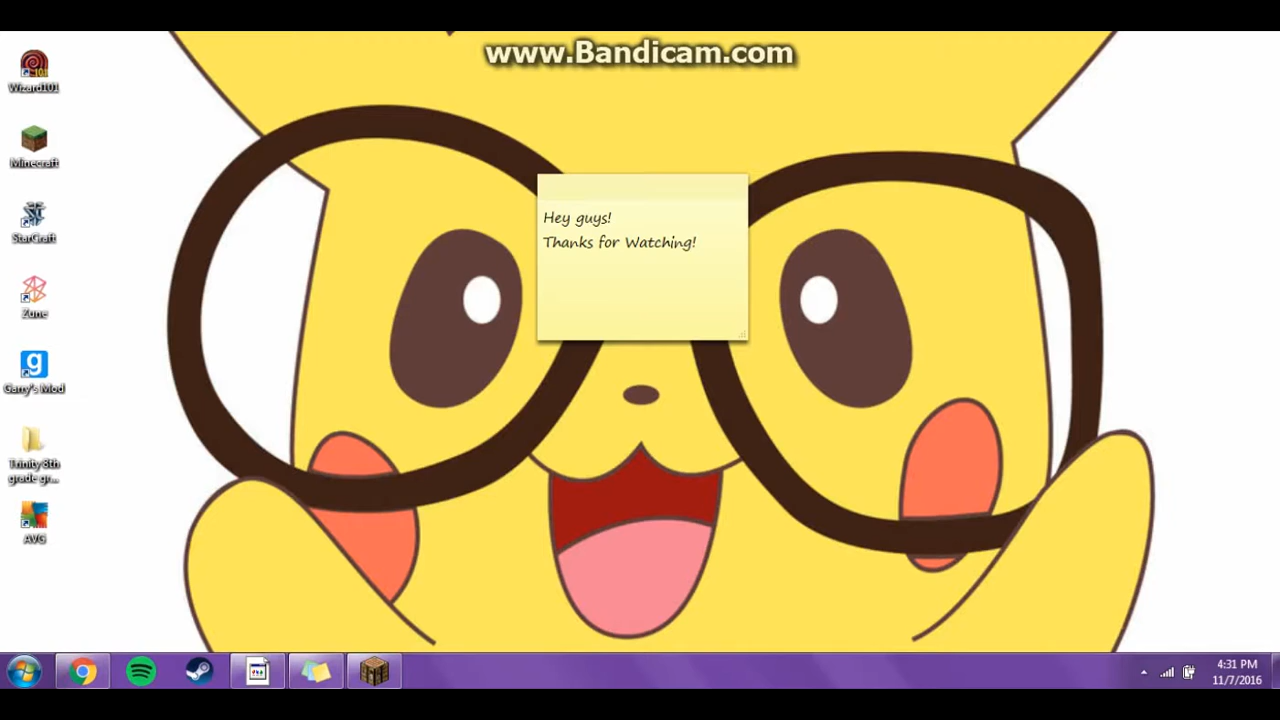 www.Bandicam.com
Wizard101
Minecraft
StarCraft
Zune
Garry's Mod
Trinity 8th
grade gr...
AVG
Hey guys!
Thanks for Watching!
4:31 PM
11/7/2016